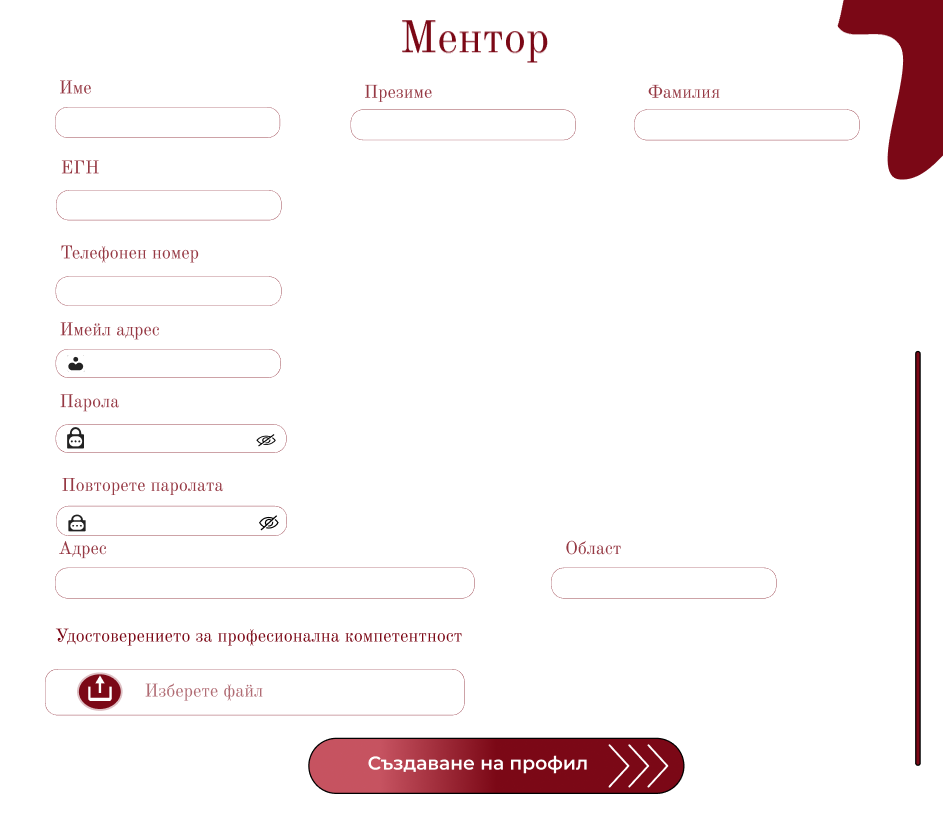 Ментор
Име
Презиме
Фамилия
ЕГН
Телефонен номер
Имейл адрес
Парола
Повторете паролата
Адрес
Област
Удостоверението за професионална компетентност
Изберете файл
Създаване на профил